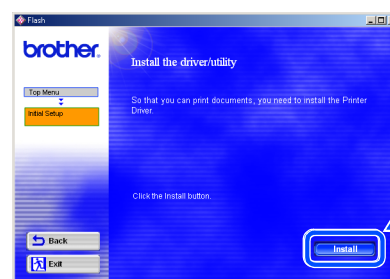 Flash
brother.
Install the driver/utility
Top Menu
Initial Setup
So that you can print documents, you need to install the Printer
Driver.
Click the Install button.
Back
Exit
Install